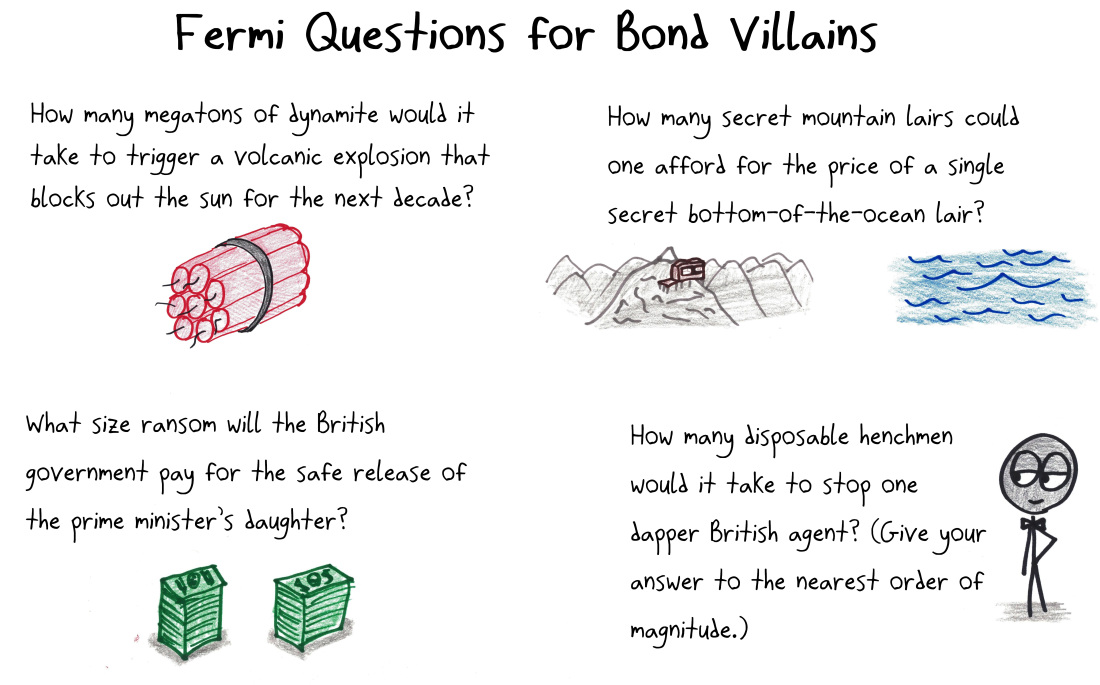 Fermi Questions for Bond Villains
How many megatons of dynamite would it
take to trigger a volcanic explosion that
blocks out the sun for the next decade?
How many secret mountain lairs could
one afford for the price of a single
secret bottom-of-the-ocean lair?
What size ransom will the British
government pay for the safe release of
the prime minister's daughter?
How many disposable henchmen
would it take to stop one
dapper British agent? (Give your
answer to the nearest order of
magnitude.)